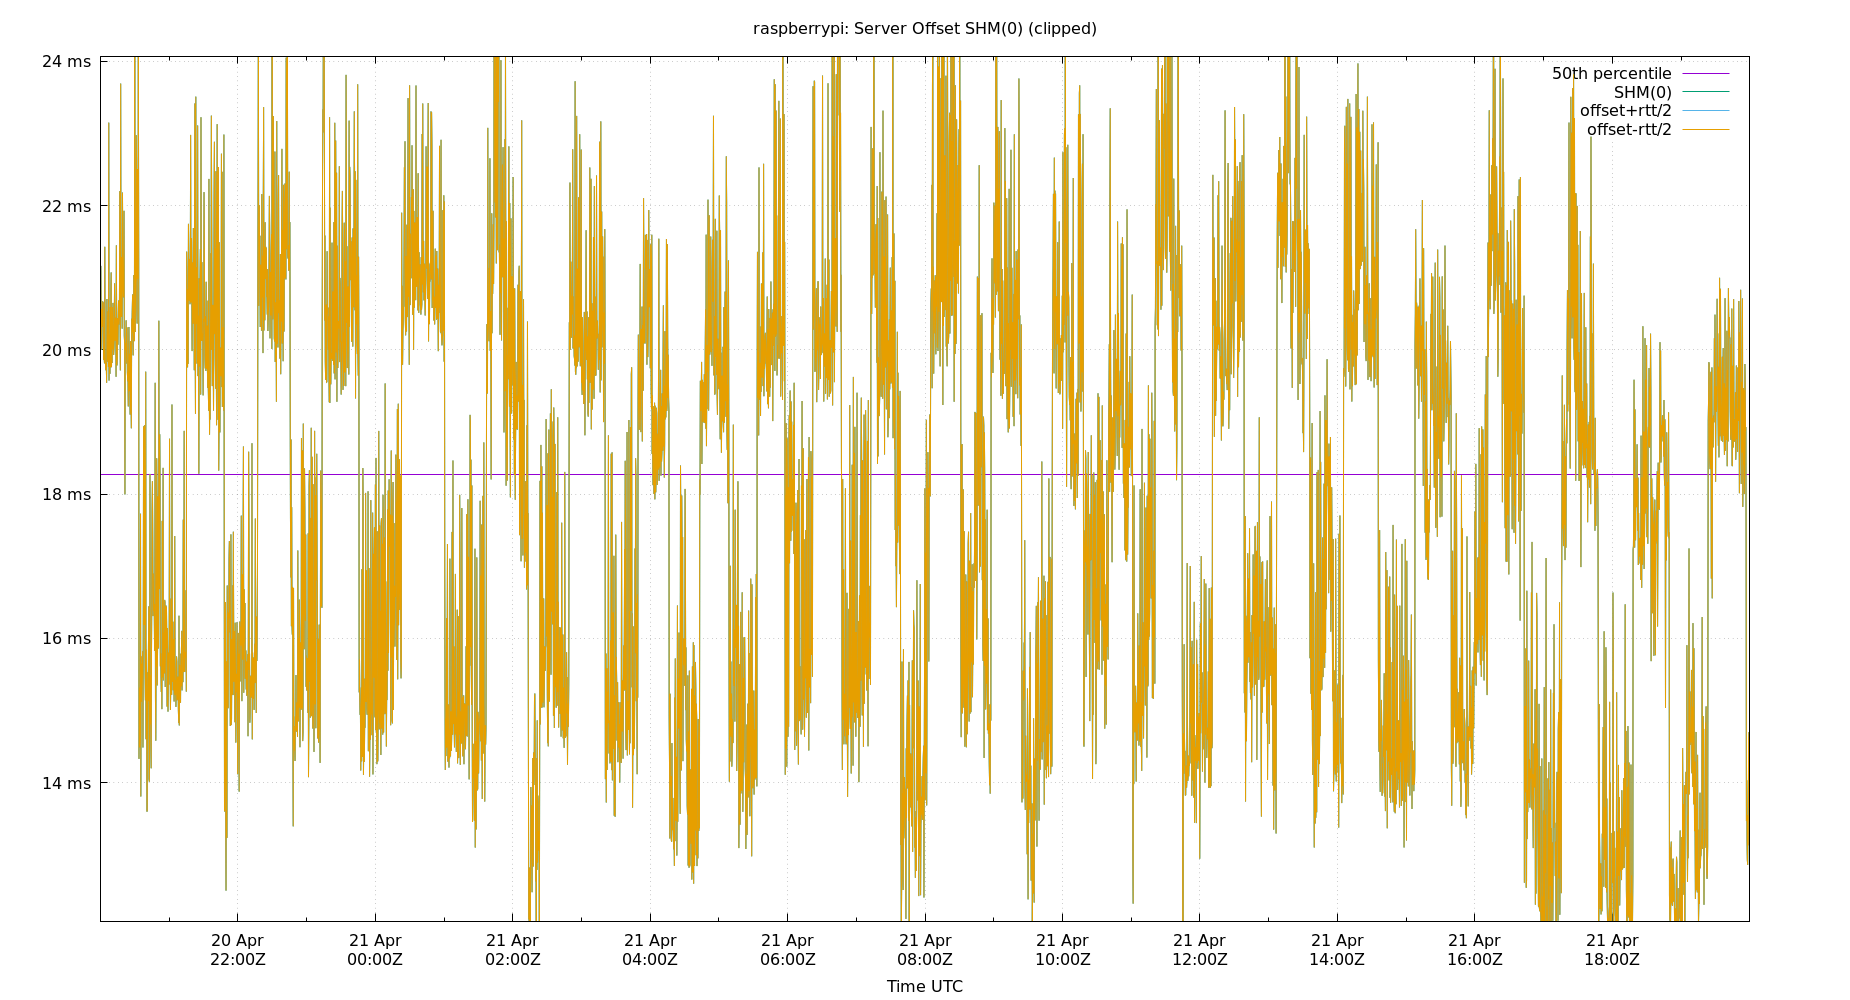 raspberrypi: Server Offset SHM(0) (clipped)
24 ms
22 ms
20 ms
18 ms
16 ms
14 ms
50th percentile
SHM(0)
offset+rtt/2
offset-rtt/2
20 Apr 21 Apr 21 Apr 21 Apr 21 Apr 21 Apr 21 Apr 21 Apr 21 Apr 21 Apr 21 Apr
22:00Z 00:00Z 02:00Z 04:00Z 06:00Z 08:00Z 10:00Z 12:00Z 14:00Z 16:00Z 18:00Z
Time UTC